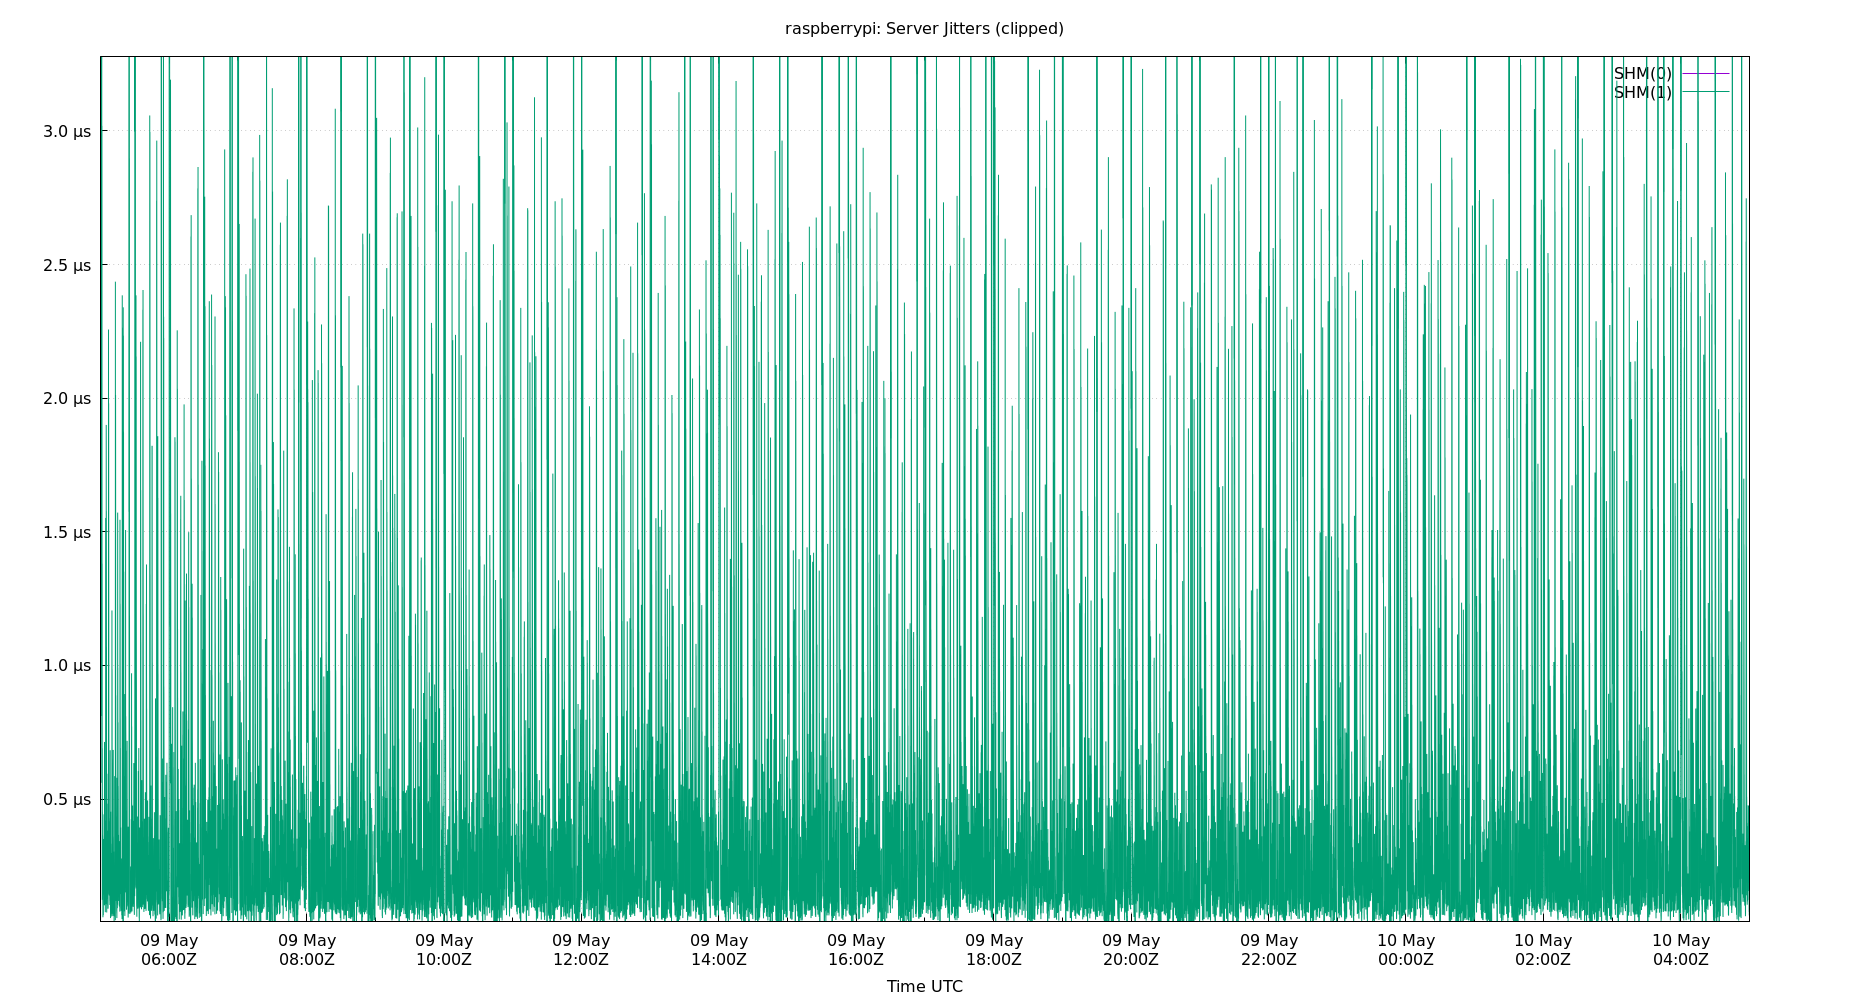 raspberrypi: Server Jitters (clipped)
SHM(0)
SHM(1)
3.0 µs
2.5 µs
2.0 µs
1.5 µs
1.0 µs
0.5 µs
09 May 09 May 09 May 09 May 09 May 09 May 09 May 09 May 09 May 10 May 10 May 10 May
06:00Z 08:00Z 10:00Z 12:00Z 14:00Z 16:00Z 18:00Z 20:00Z 22:00Z 00:00Z 02:00Z 04:00Z
Time UTC